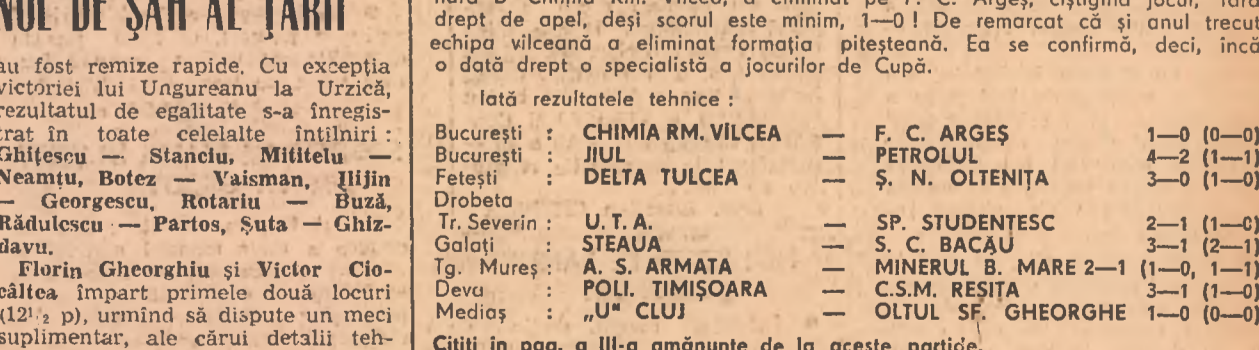 NUL DE ȘAH AL ȚĂRII
au fost remize rapide. Cu excepția
victoriei lui Ungureanu la Urzică,
rezultatul de egalitate s-a înregis-
trat în toate celelalte întîlniri :
Ghițescu — Stanciu, Mititelu —
Neamțu, Botez — Vaisman, Ilijin
— Georgescu, Rotariu — Buză,
Rădulescu — Partos, Șuta — Ghiz-
davu.
Florin Gheorghiu și Victor Cio-
câltea împart primele două locuri
(12½ p), urmînd să dispute un meci
suplimentar, ale cărui detalii teh-
drept de apel, deși scorul este minim, 1—0 ! De remarcat că și anul trecut
echipa vîlceană a eliminat formația piteșteană. Ea se confirmă, deci, încă
o dată drept o specialistă a jocurilor de Cupă.
Iată rezultatele tehnice :
București : CHIMIA RM. VÎLCEA — F. C. ARGEȘ 1—0 (0—0)
București : JIUL — PETROLUL 4—2 (1—1)
Fetești : DELTA TULCEA — Ș. N. OLTENIȚA 3—0 (1—0)
Drobeta
Tr. Severin : U. T. A. — SP. STUDENȚESC 2—1 (1—0)
Galați : STEAUA — S. C. BACĂU 3—1 (2—1)
Tg. Mureș : A. S. ARMATA — MINERUL B. MARE 2—1 (1—0, 1—1)
Deva : POLI. TIMIȘOARA — C.S.M. REȘIȚA 3—1 (1—0)
Mediaș : „U“ CLUJ — OLTUL SF. GHEORGHE 1—0 (0—0)
Citiți în pag. a III-a amănunte de la aceste partide.